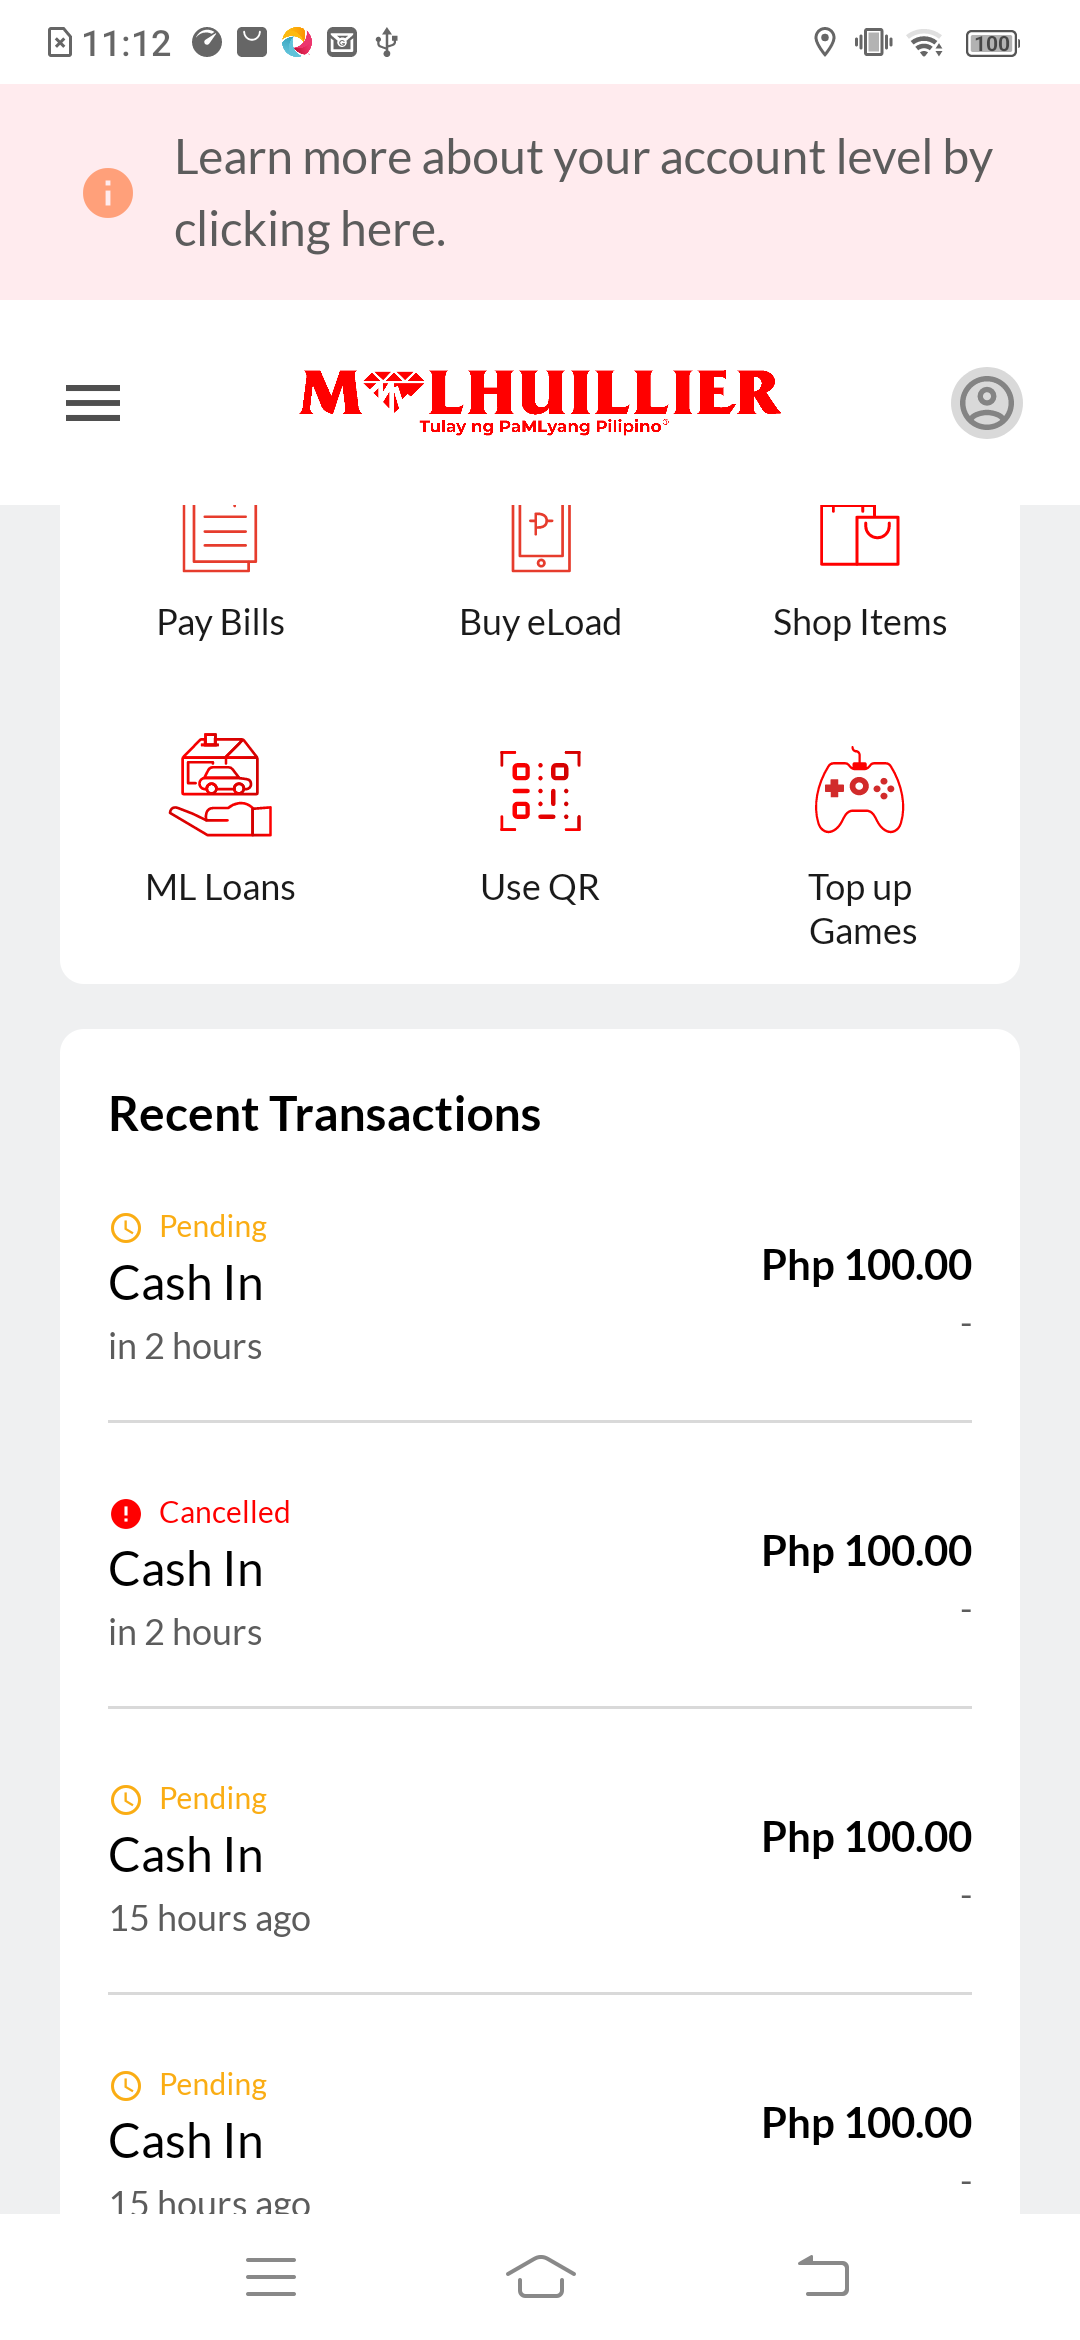 11:12
100
Learn more about your account level by
clicking here.
M LHUILLIER
Tulay ng PaMLyang Pilipino®
Pay Bills
Buy eLoad
Shop Items
ML Loans
Use QR
Top up
Games
Recent Transactions
Pending
Cash In
Php 100.00
in 2 hours
-
Cancelled
Cash In
Php 100.00
in 2 hours
-
Pending
Cash In
Php 100.00
15 hours ago
-
Pending
Cash In
Php 100.00
15 hours ago
-